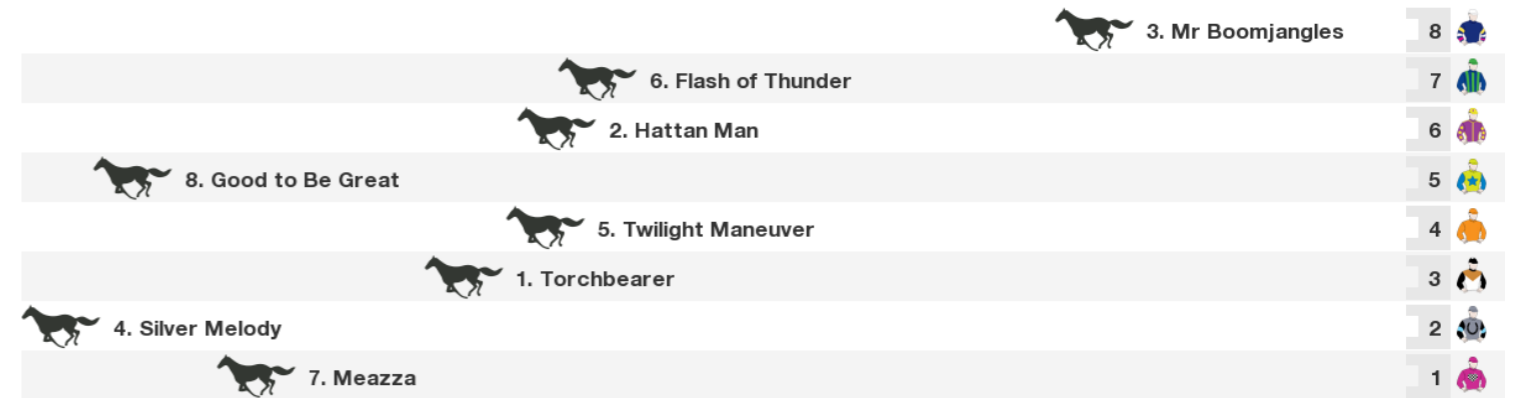 3. Mr Boomjangles 8
6. Flash of Thunder 7
2. Hattan Man 6
8. Good to Be Great 5
5. Twilight Maneuver 4
1. Torchbearer 3
4. Silver Melody 2
7. Meazza 1